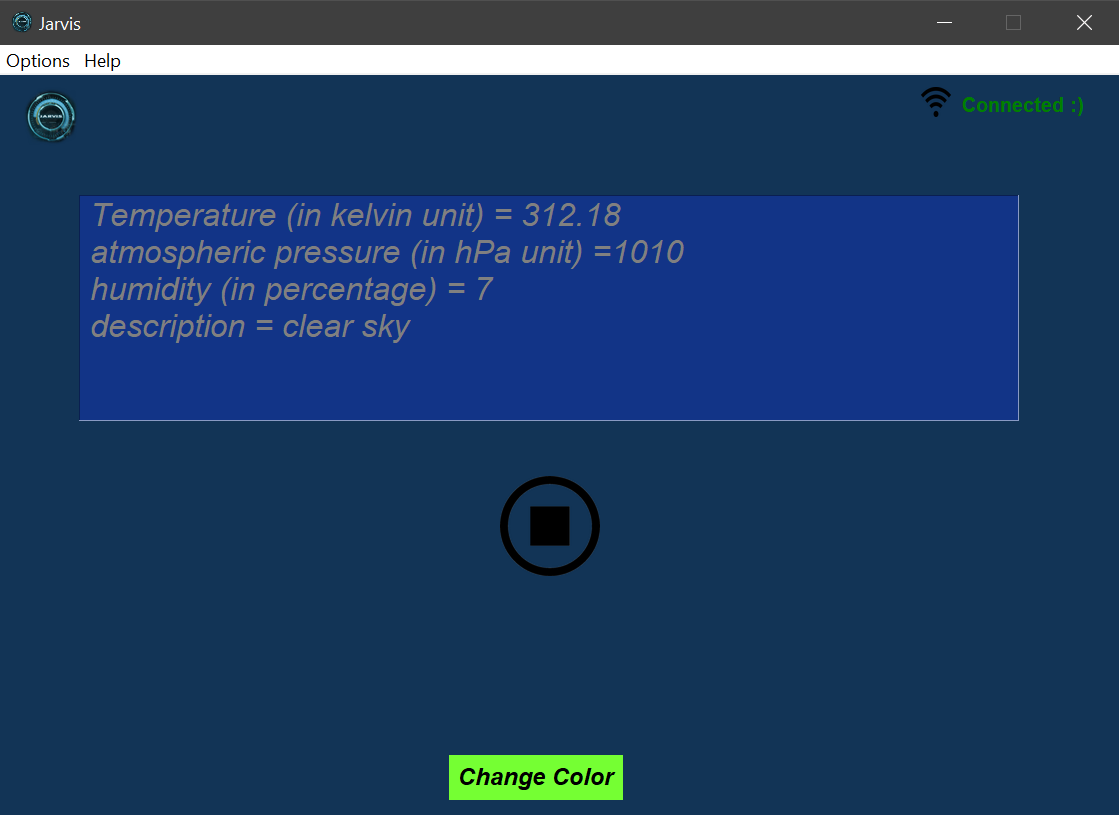 Jarvis
Options Help
JARVIS
Connected :)
Temperature (in kelvin unit) = 312.18
atmospheric pressure (in hPa unit) =1010
humidity (in percentage) = 7
description = clear sky
Change Color